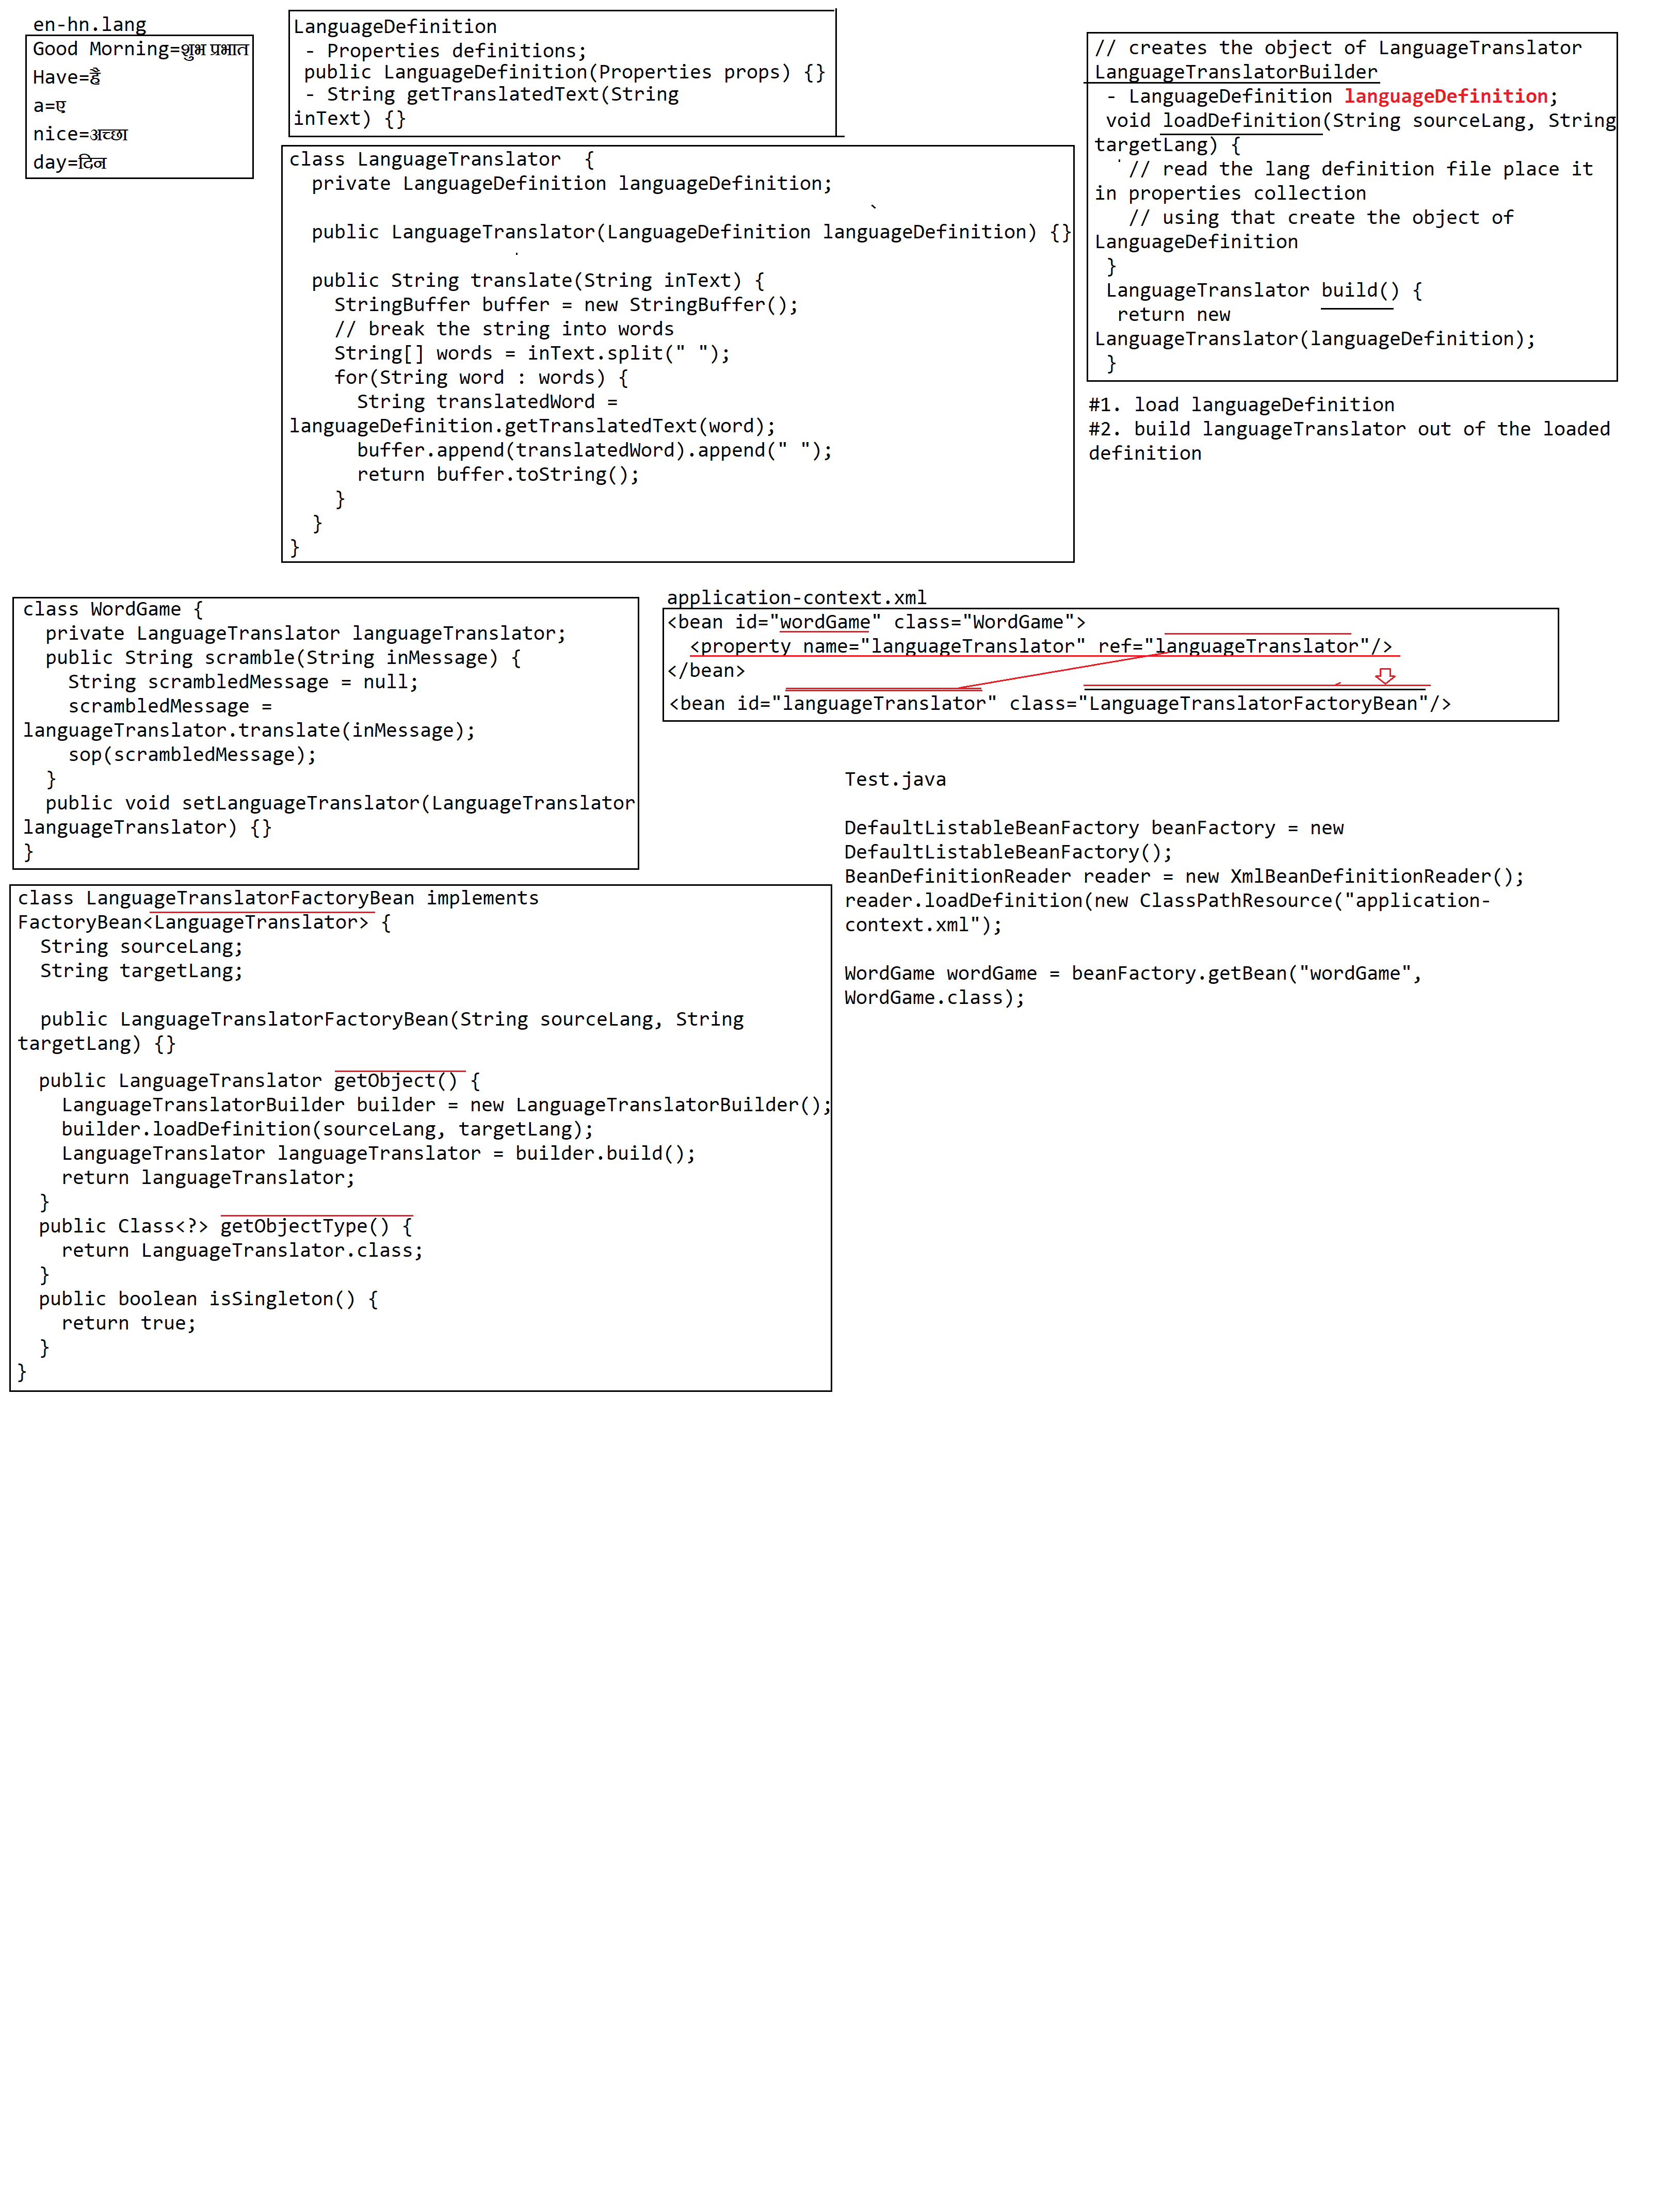 en-hn.lang
Good Morning=शुभ प्रभात
Have=है
a=ए
nice=अच्छा
day=दिन
LanguageDefinition
- Properties definitions;
public LanguageDefinition(Properties props) {}
- String getTranslatedText(String
inText) {}
class LanguageTranslator  {
private LanguageDefinition languageDefinition;
public LanguageTranslator(LanguageDefinition languageDefinition) {}
public String translate(String inText) {
StringBuffer buffer = new StringBuffer();
// break the string into words
String[] words = inText.split(" ");
for(String word : words) {
String translatedWord =
languageDefinition.getTranslatedText(word);
buffer.append(translatedWord).append(" ");
return buffer.toString();
}
}
}
// creates the object of LanguageTranslator
LanguageTranslatorBuilder
- LanguageDefinition languageDefinition;
void loadDefinition(String sourceLang, String
targetLang) {
// read the lang definition file place it
in properties collection
// using that create the object of
LanguageDefinition
}
LanguageTranslator build() {
return new
LanguageTranslator(languageDefinition);
}
#1. load languageDefinition
#2. build languageTranslator out of the loaded
definition
class WordGame {
private LanguageTranslator languageTranslator;
public String scramble(String inMessage) {
String scrambledMessage = null;
scrambledMessage =
languageTranslator.translate(inMessage);
sop(scrambledMessage);
}
public void setLanguageTranslator(LanguageTranslator
languageTranslator) {}
}
application-context.xml
<bean id="wordGame" class="WordGame">
<property name="languageTranslator" ref="languageTranslator"/>
</bean>
<bean id="languageTranslator" class="LanguageTranslatorFactoryBean"/>
class LanguageTranslatorFactoryBean implements
FactoryBean<LanguageTranslator> {
String sourceLang;
String targetLang;
public LanguageTranslatorFactoryBean(String sourceLang, String
targetLang) {}
public LanguageTranslator getObject() {
LanguageTranslatorBuilder builder = new LanguageTranslatorBuilder();
builder.loadDefinition(sourceLang, targetLang);
LanguageTranslator languageTranslator = builder.build();
return languageTranslator;
}
public Class<?> getObjectType() {
return LanguageTranslator.class;
}
public boolean isSingleton() {
return true;
}
}
Test.java
DefaultListableBeanFactory beanFactory = new
DefaultListableBeanFactory();
BeanDefinitionReader reader = new XmlBeanDefinitionReader();
reader.loadDefinition(new ClassPathResource("application-
context.xml");
WordGame wordGame = beanFactory.getBean("wordGame",
WordGame.class);